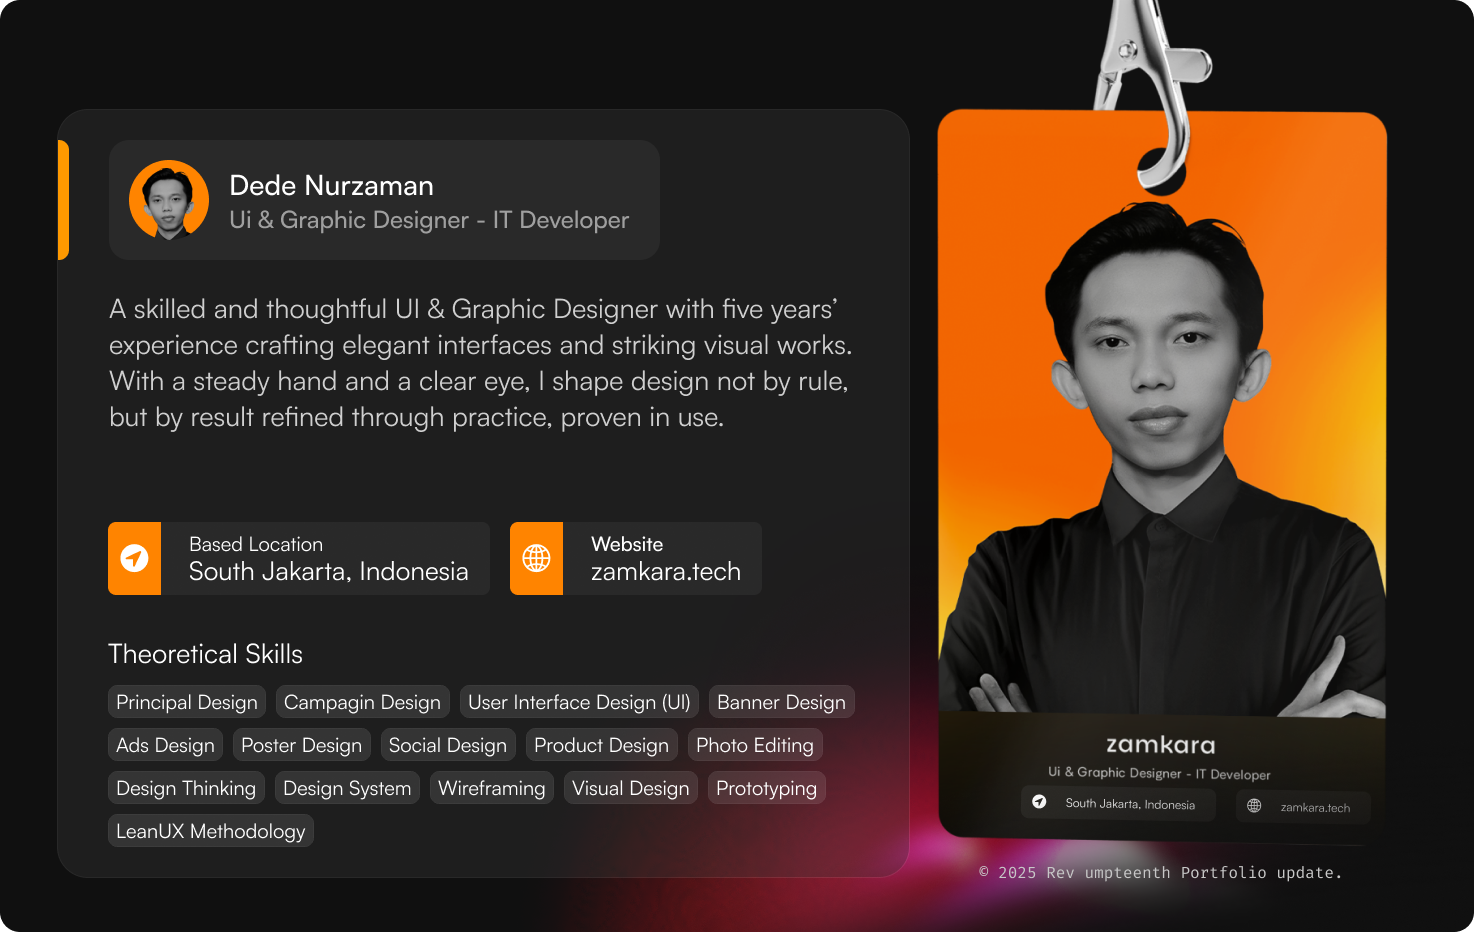 Dede Nurzaman
Ui & Graphic Designer - IT Developer
A skilled and thoughtful UI & Graphic Designer with five years’
experience crafting elegant interfaces and striking visual works.
With a steady hand and a clear eye, I shape design not by rule,
but by result refined through practice, proven in use.
Based Location
South Jakarta, Indonesia
Website
zamkara.tech
Theoretical Skills
Principal Design
Campagin Design
User Interface Design (UI)
Banner Design
Ads Design
Poster Design
Social Design
Product Design
Photo Editing
Design Thinking
Design System
Wireframing
Visual Design
Prototyping
LeanUX Methodology
zamkara
Ui & Graphic Designer - IT Developer
South Jakarta, Indonesia
zamkara.tech
© 2025 Rev umpteenth Portfolio update.